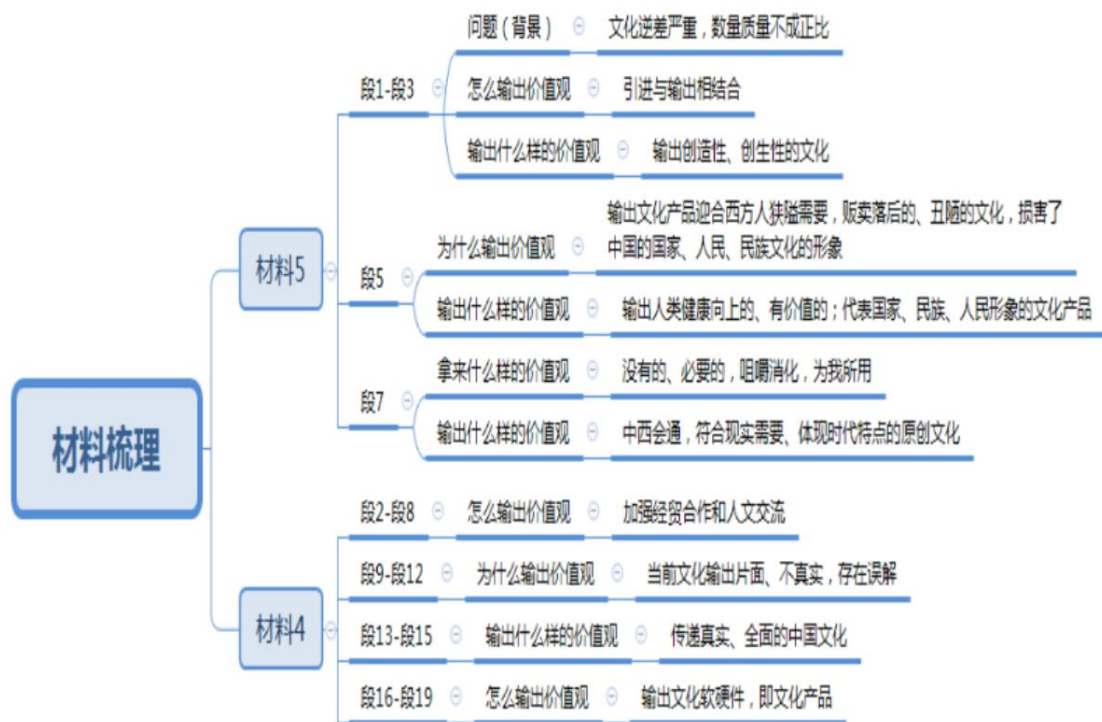 材料梳理
材料5
段1-段3
问题（背景）
文化逆差严重，数量质量不成正比
怎么输出价值观
引进与输出相结合
输出什么样的价值观
输出创造性、创生性的文化
段5
为什么输出价值观
输出文化产品迎合西方人狭隘需要，贩卖落后的、丑陋的文化，损害了
中国的国家、人民、民族文化的形象
输出什么样的价值观
输出人类健康向上的、有价值的；代表国家、民族、人民形象的文化产品
段7
拿来什么样的价值观
没有的、必要的，咀嚼消化，为我所用
输出什么样的价值观
中西会通，符合现实需要、体现时代特点的原创文化
材料4
段2-段8
怎么输出价值观
加强经贸合作和人文交流
段9-段12
为什么输出价值观
当前文化输出片面、不真实，存在误解
段13-段15
输出什么样的价值观
传递真实、全面的中国文化
段16-段19
怎么输出价值观
输出文化软硬件，即文化产品